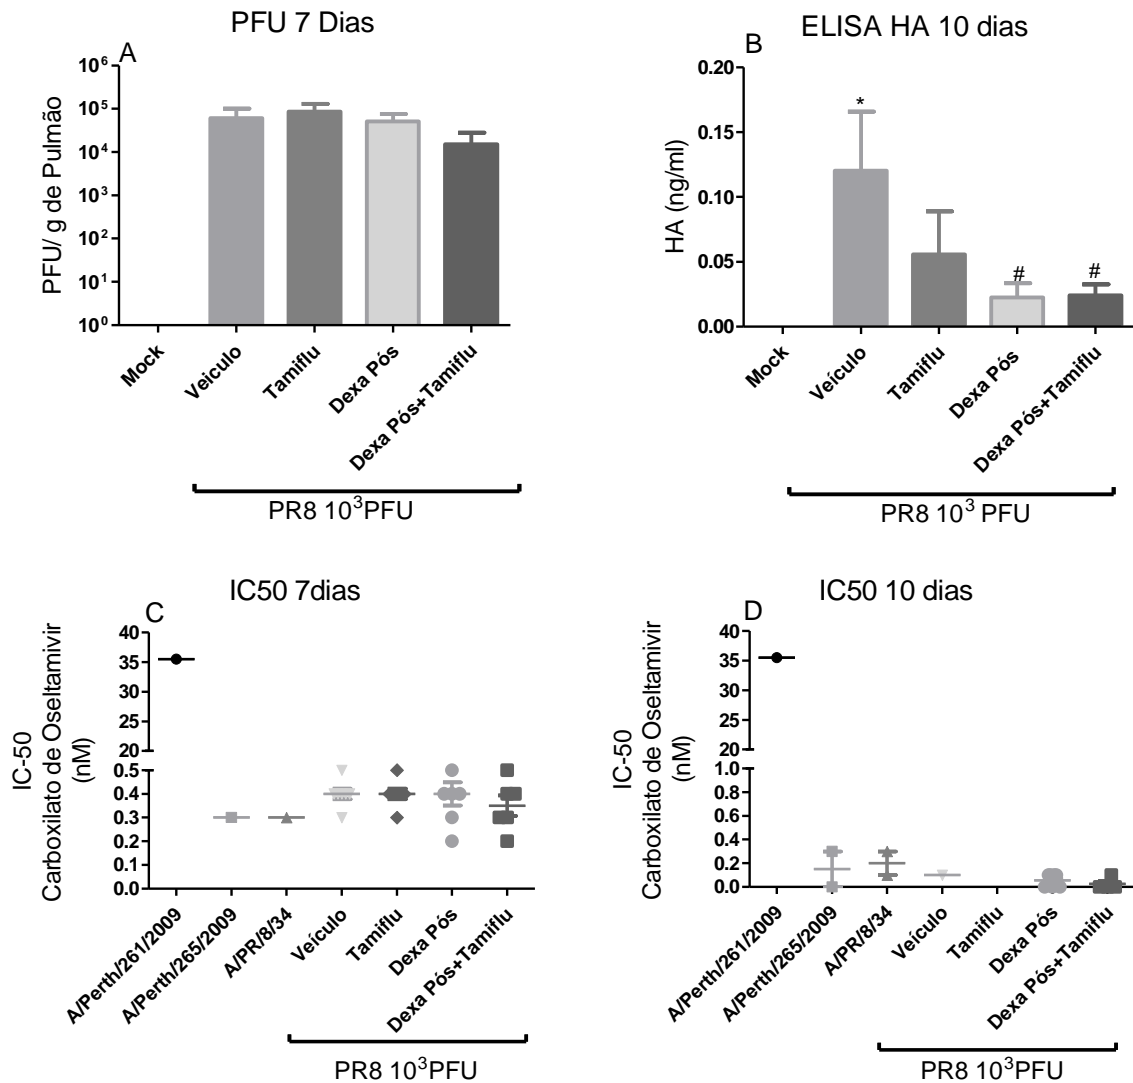 PFU 7 Dias
A
PFU/ g de Pulmão
10⁶
10⁵
10⁴
10³
10²
10¹
10⁰
Mock
Veiculo
Tamiflu
Dexa Pós
Dexa Pós+Tamiflu
PR8 10³PFU
ELISA HA 10 dias
B
HA (ng/ml)
0.20
0.15
0.10
0.05
0.00
*
#
#
Mock
Veículo
Tamiflu
Dexa Pós
Dexa Pós+Tamiflu
PR8 10³ PFU
IC50 7dias
C
IC-50
Carboxilato de Oseltamivir
(nM)
40
35
30
25
20
0.5
0.4
0.3
0.2
0.1
0.0
A/Perth/261/2009
A/Perth/265/2009
A/PR/8/34
Veículo
Tamiflu
Dexa Pós
Dexa Pós+Tamiflu
PR8 10³PFU
IC50 10 dias
D
IC-50
Carboxilato de Oseltamivir
(nM)
40
35
30
25
20
1.0
0.8
0.6
0.4
0.2
0.0
A/Perth/261/2009
A/Perth/265/2009
A/PR/8/34
Veículo
Tamiflu
Dexa Pós
Dexa Pós+Tamiflu
PR8 10³PFU